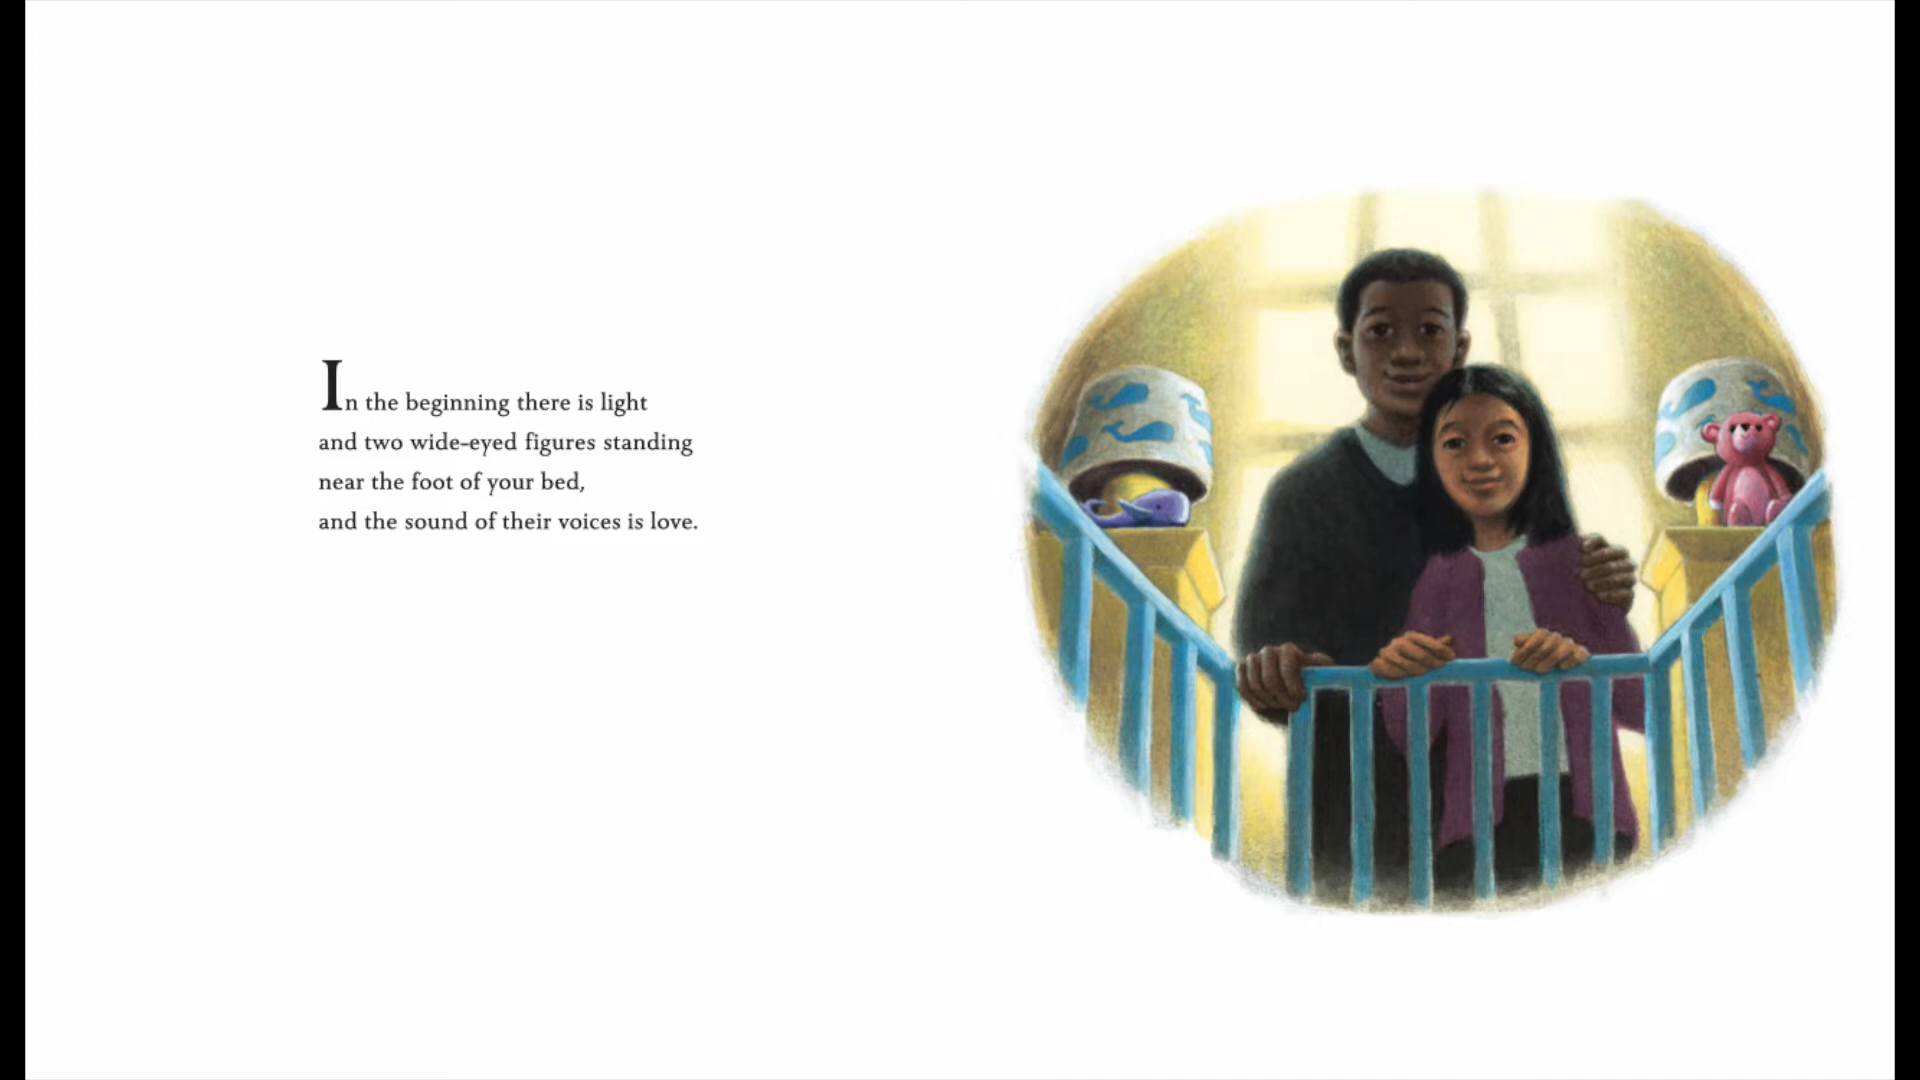 In the beginning there is light
and two wide-eyed figures standing
near the foot of your bed,
and the sound of their voices is love.